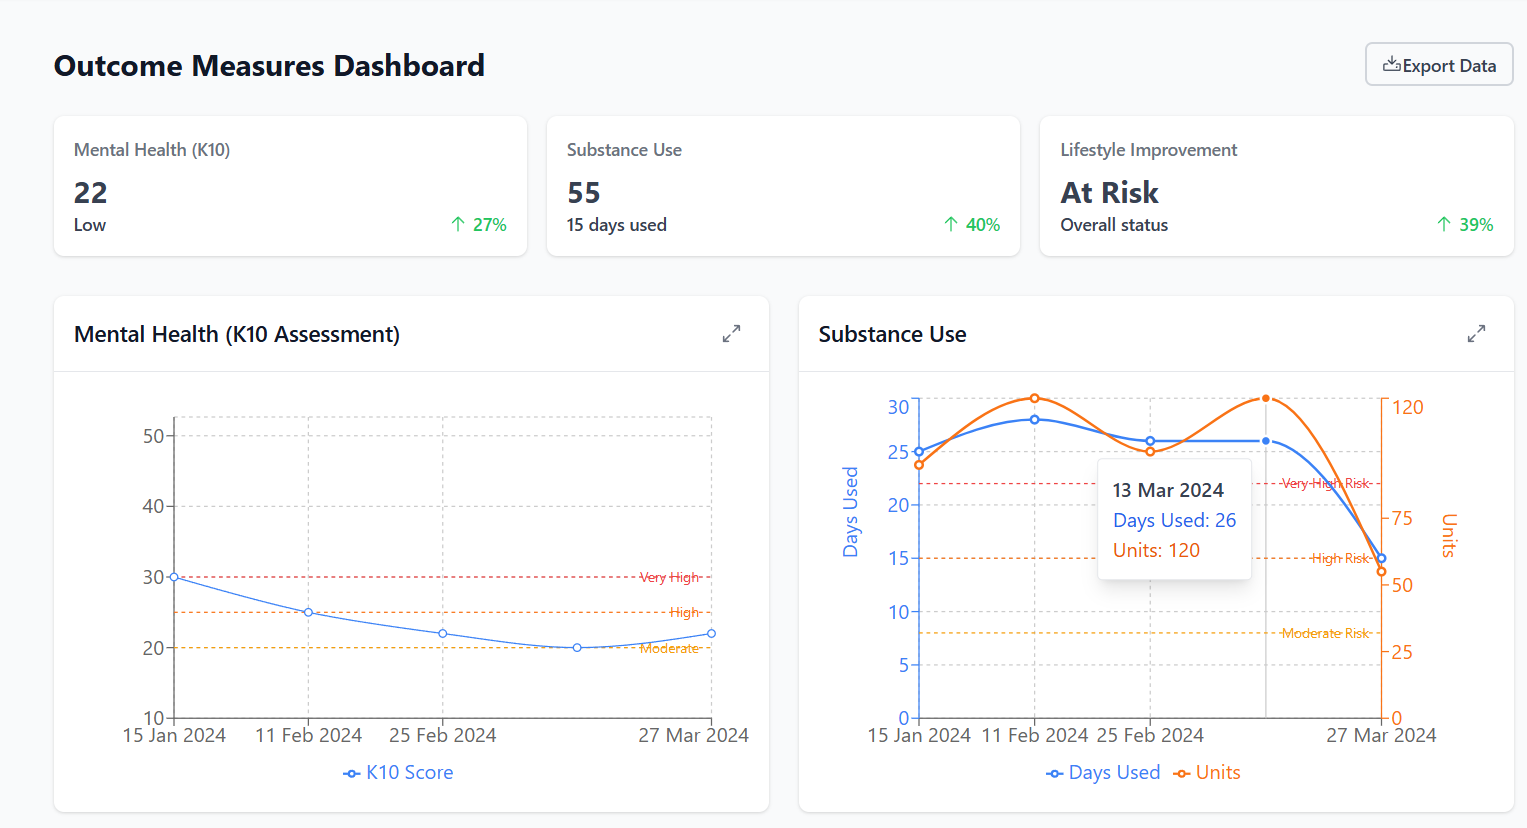 Outcome Measures Dashboard
Export Data
Mental Health (K10)
22
Low
27%
Substance Use
55
15 days used
40%
Lifestyle Improvement
At Risk
Overall status
39%
Mental Health (K10 Assessment)
50
40
30
20
10
Very High
High
Moderate
15 Jan 2024
11 Feb 2024
25 Feb 2024
27 Mar 2024
K10 Score
Substance Use
Days Used
30
25
20
15
10
5
0
Very High Risk
High Risk
Moderate Risk
13 Mar 2024
Days Used: 26
Units: 120
120
75
50
25
0
Units
15 Jan 2024
11 Feb 2024
25 Feb 2024
27 Mar 2024
Days Used
Units